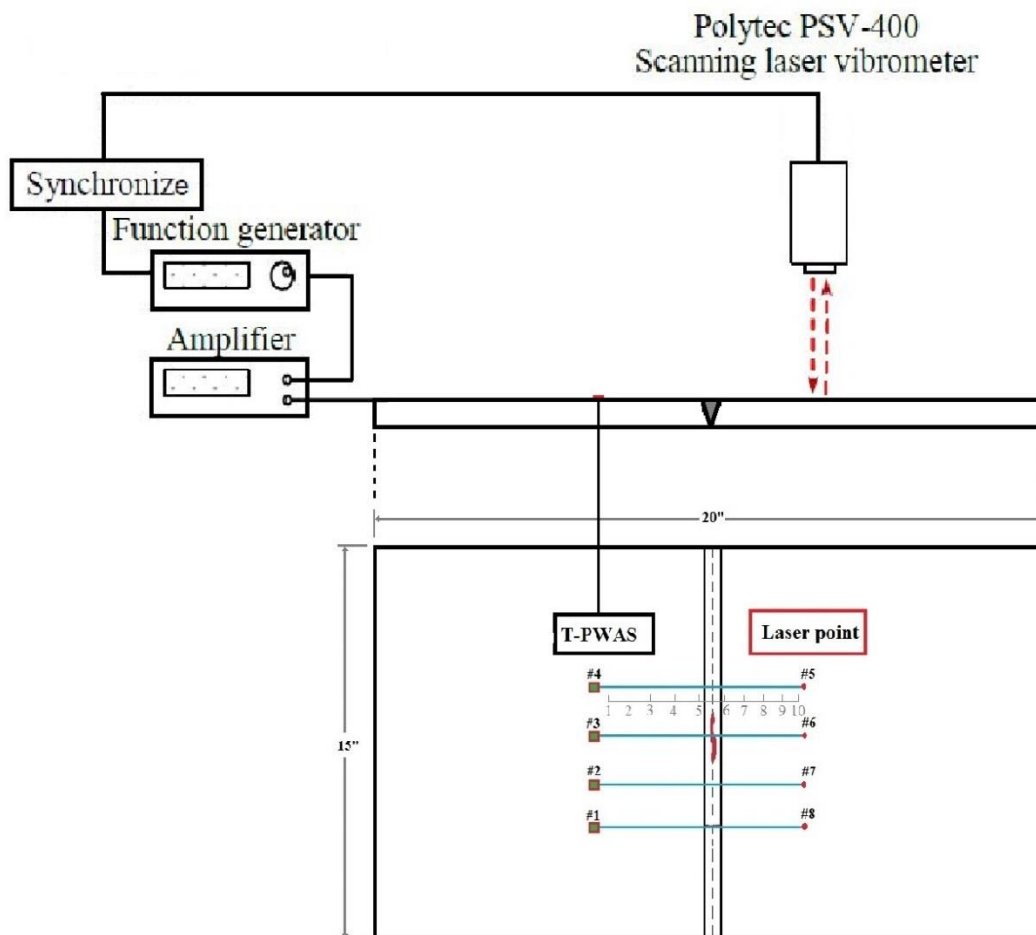 Polytec PSV-400
Scanning laser vibrometer
Synchronize
Function generator
Amplifier
20"
T-PWAS
Laser point
#4
#5
1 2 3 4 5 6 7 8 9 10
#3
#6
15"
#2
#7
#1
#8